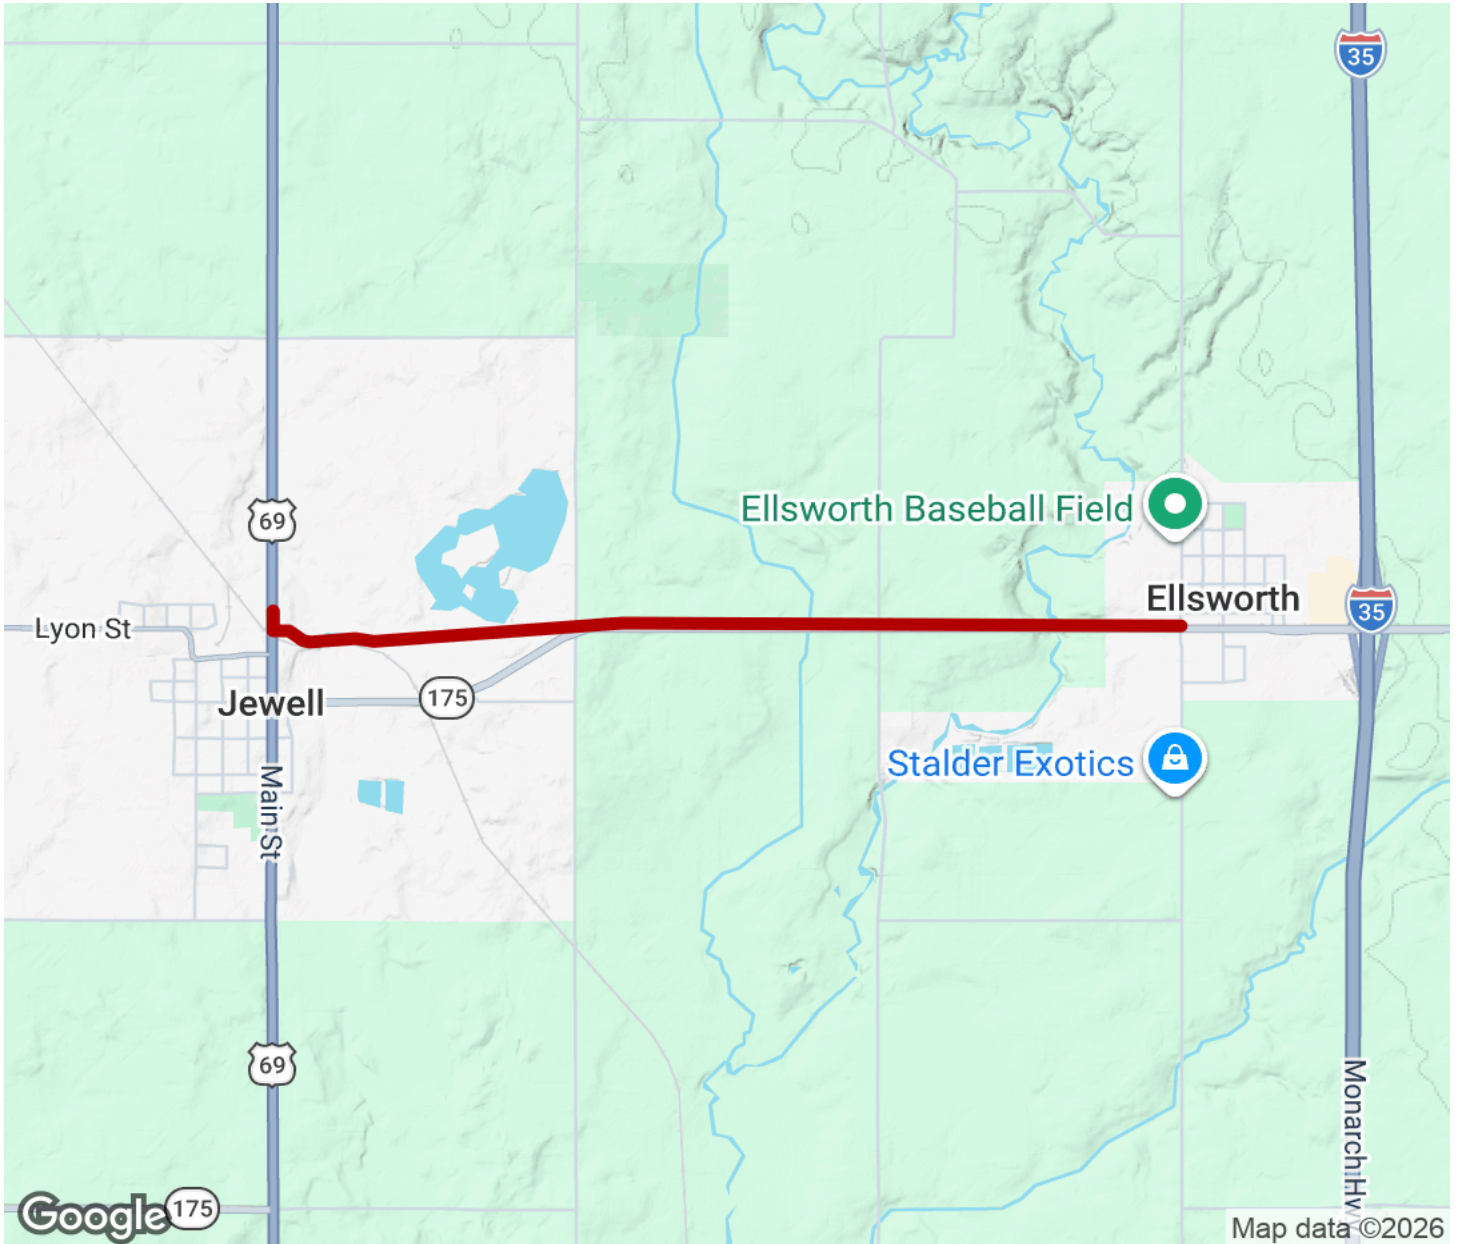 35
69
Ellsworth Baseball Field
Ellsworth
35
Lyon St
Jewell
175
Stalder Exotics
Main St
69
Monarch Hwy
Google
175
Map data ©2026